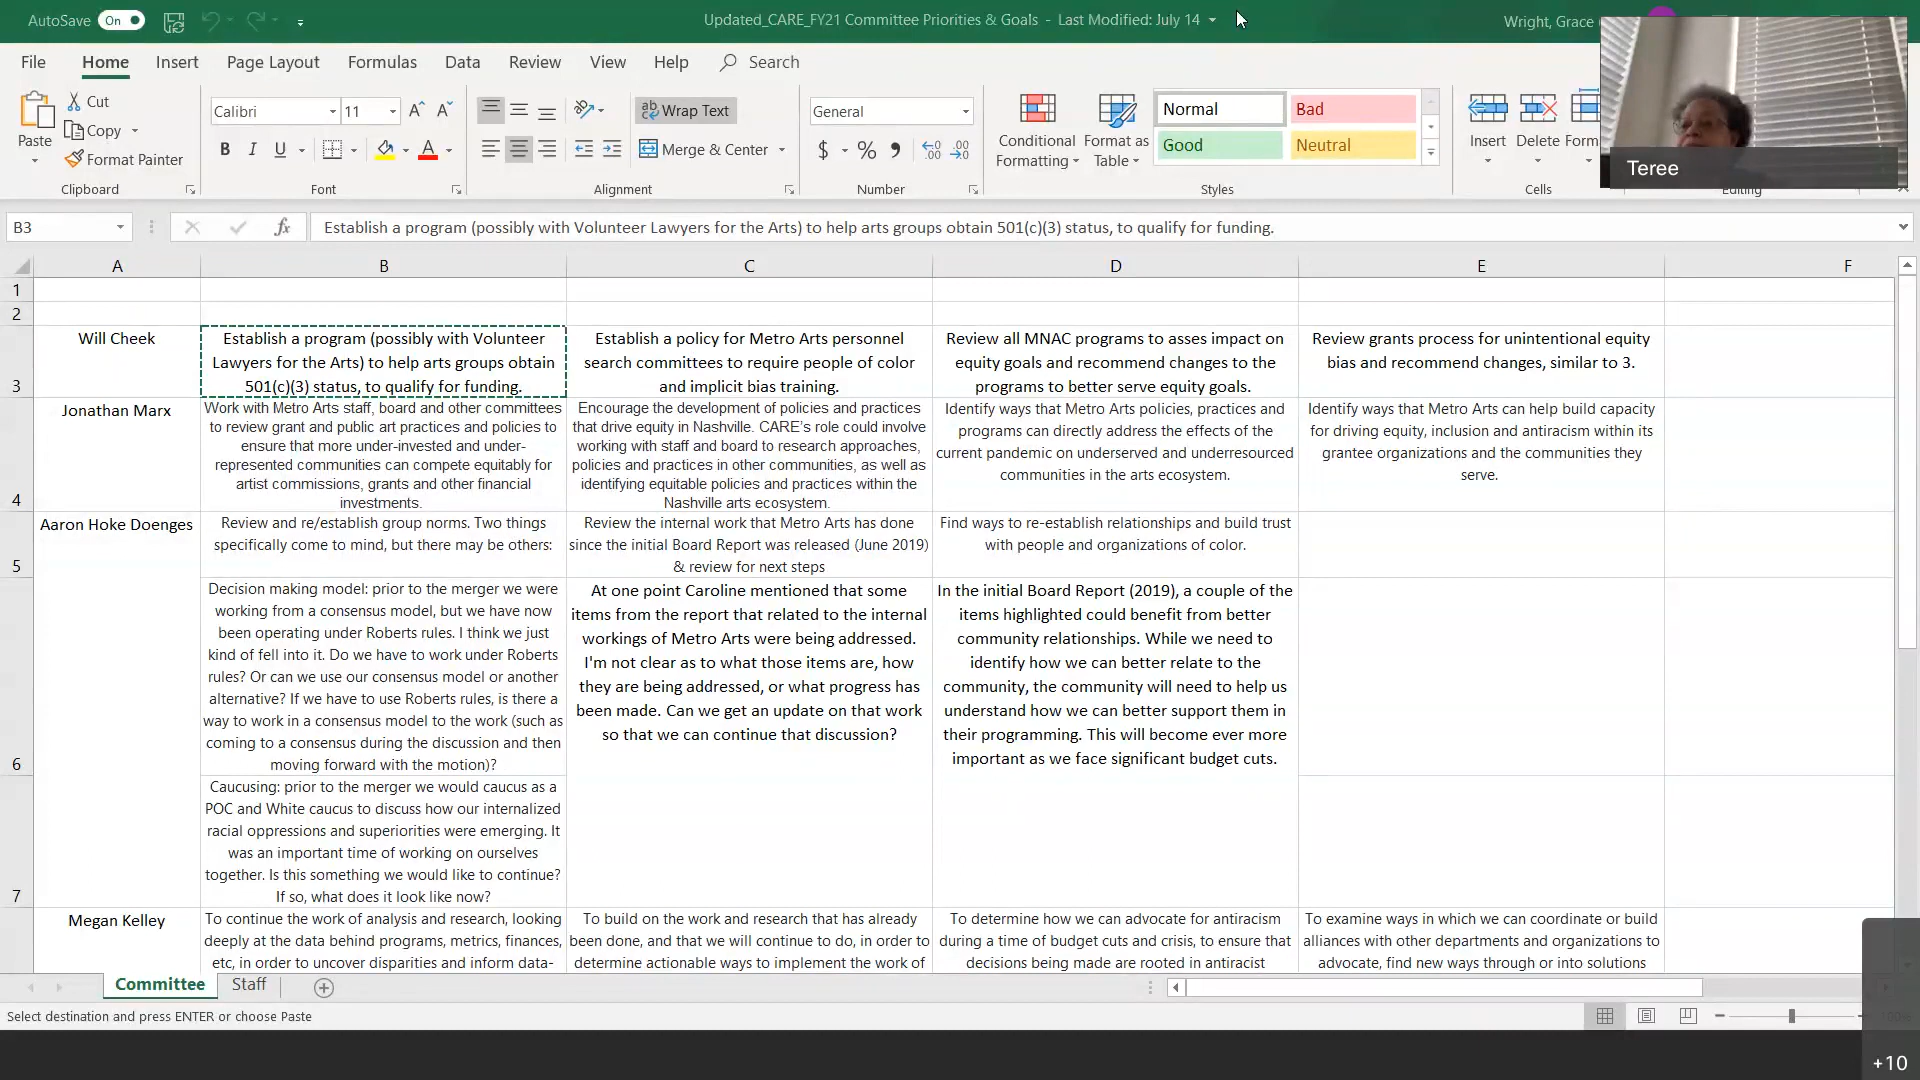 AutoSave On
Updated_CARE_FY21 Committee Priorities & Goals - Last Modified: July 14
Wright, Grace
File Home Insert Page Layout Formulas Data Review View Help Search
Paste
Cut
Copy
Format Painter
Clipboard
Calibri 11
B I U
Font
Wrap Text
Merge & Center
Alignment
General
$ % ,
Number
Conditional Formatting
Format as Table
Normal Bad
Good Neutral
Styles
Insert Delete Form
Cells
Editing
Teree
B3
fx
Establish a program (possibly with Volunteer Lawyers for the Arts) to help arts groups obtain 501(c)(3) status, to qualify for funding.
A B C D E F
1
2
3
Will Cheek
Establish a program (possibly with Volunteer
Lawyers for the Arts) to help arts groups obtain
501(c)(3) status, to qualify for funding.
Establish a policy for Metro Arts personnel
search committees to require people of color
and implicit bias training.
Review all MNAC programs to asses impact on
equity goals and recommend changes to the
programs to better serve equity goals.
Review grants process for unintentional equity
bias and recommend changes, similar to 3.
4
Jonathan Marx
Work with Metro Arts staff, board and other committees
to review grant and public art practices and policies to
ensure that more under-invested and under-
represented communities can compete equitably for
artist commissions, grants and other financial
investments.
Encourage the development of policies and practices
that drive equity in Nashville. CARE's role could involve
working with staff and board to research approaches,
policies and practices in other communities, as well as
identifying equitable policies and practices within the
Nashville arts ecosystem.
Identify ways that Metro Arts policies, practices and
programs can directly address the effects of the
current pandemic on underserved and underresourced
communities in the arts ecosystem.
Identify ways that Metro Arts can help build capacity
for driving equity, inclusion and antiracism within its
grantee organizations and the communities they
serve.
5
Aaron Hoke Doenges
Review and re/establish group norms. Two things
specifically come to mind, but there may be others:
Review the internal work that Metro Arts has done
since the initial Board Report was released (June 2019)
& review for next steps
Find ways to re-establish relationships and build trust
with people and organizations of color.
6
Decision making model: prior to the merger we were
working from a consensus model, but we have now
been operating under Roberts rules. I think we just
kind of fell into it. Do we have to work under Roberts
rules? Or can we use our consensus model or another
alternative? If we have to use Roberts rules, is there a
way to work in a consensus model to the work (such as
coming to a consensus during the discussion and then
moving forward with the motion)?
At one point Caroline mentioned that some
items from the report that related to the internal
workings of Metro Arts were being addressed.
I'm not clear as to what those items are, how
they are being addressed, or what progress has
been made. Can we get an update on that work
so that we can continue that discussion?
In the initial Board Report (2019), a couple of the
items highlighted could benefit from better
community relationships. While we need to
identify how we can better relate to the
community, the community will need to help us
understand how we can better support them in
their programming. This will become ever more
important as we face significant budget cuts.
7
Caucusing: prior to the merger we would caucus as a
POC and White caucus to discuss how our internalized
racial oppressions and superiorities were emerging. It
was an important time of working on ourselves
together. Is this something we would like to continue?
If so, what does it look like now?
Megan Kelley
To continue the work of analysis and research, looking
deeply at the data behind programs, metrics, finances,
etc, in order to uncover disparities and inform data-
To build on the work and research that has already
been done, and that we will continue to do, in order to
determine actionable ways to implement the work of
To determine how we can advocate for antiracism
during a time of budget cuts and crisis, to ensure that
decisions being made are rooted in antiracist
To examine ways in which we can coordinate or build
alliances with other departments and organizations to
advocate, find new ways through or into solutions
Committee Staff
Select destination and press ENTER or choose Paste
+10